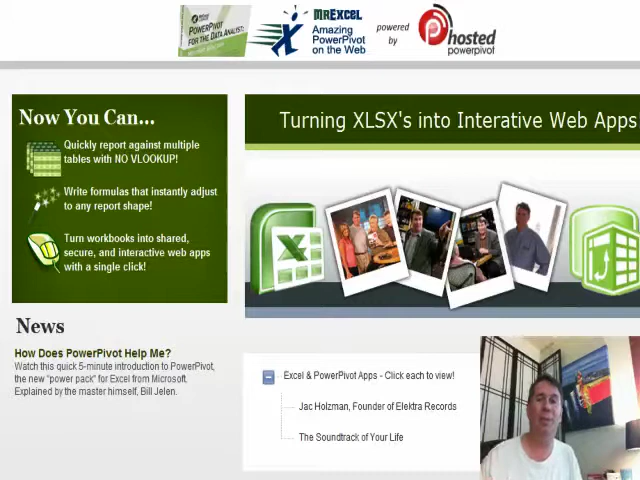 POWERPIVOT
FOR THE DATA ANALYST
MREXCEL
Amazing
PowerPivot
on the Web
powered
by
hosted
powerpivot
Now You Can...
Quickly report against multiple
tables with NO VLOOKUP!
Write formulas that instantly adjust
to any report shape!
Turn workbooks into shared,
secure, and interactive web apps
with a single click!
Turning XLSX's into Interative Web Apps
News
How Does PowerPivot Help Me?
Watch this quick 5-minute introduction to PowerPivot,
the new "power pack" for Excel from Microsoft.
Explained by the master himself, Bill Jelen.
Excel & PowerPivot Apps - Click each to view!
Jac Holzman, Founder of Elektra Records
The Soundtrack of Your Life